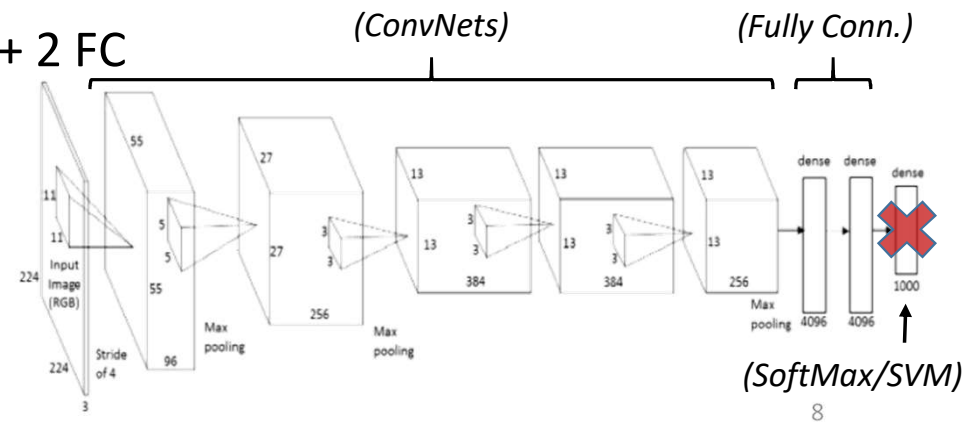 (ConvNets)
(Fully Conn.)
+ 2 FC
55
27
13
13
13
dense
dense
dense
11
11
5
5
3
3
3
3
3
3
27
13
13
13
Input
Image
(RGB)
55
224
384
384
256
1000
256
Max
pooling
4096
4096
Max
pooling
Max
pooling
Stride
of 4
96
224
3
(SoftMax/SVM)
8